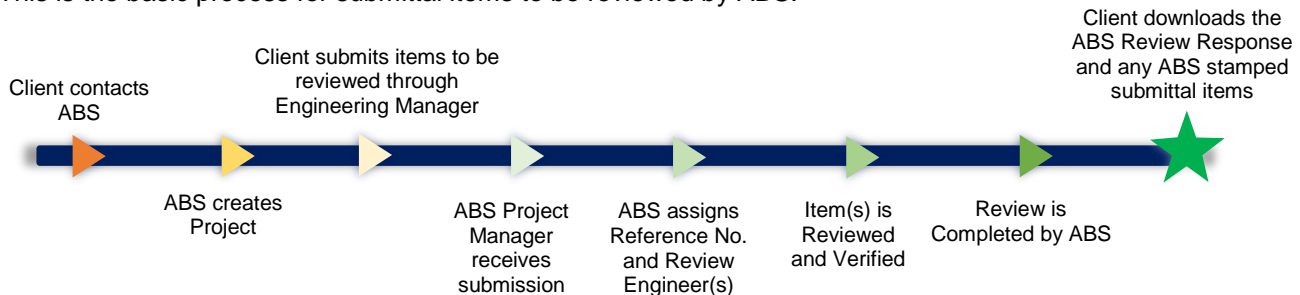 This is the basic process for submittal items to be reviewed by ABS:
Client contacts
ABS
ABS creates
Project
Client submits items to be
reviewed through
Engineering Manager
ABS Project
Manager
receives
submission
ABS assigns
Reference No.
and Review
Engineer(s)
Item(s) is
Reviewed
and Verified
Review is
Completed by ABS
Client downloads the
ABS Review Response
and any ABS stamped
submittal items